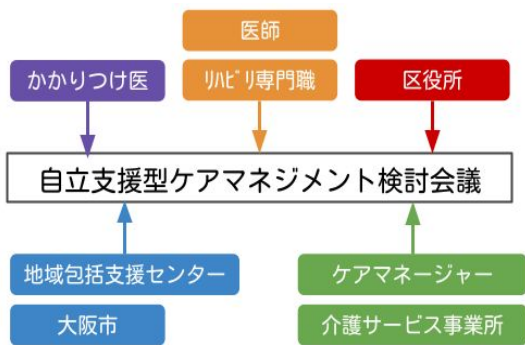 医師
かかりつけ医
リハビリ専門職
区役所
自立支援型ケアマネジメント検討会議
地域包括支援センター
ケアマネージャー
大阪市
介護サービス事業所